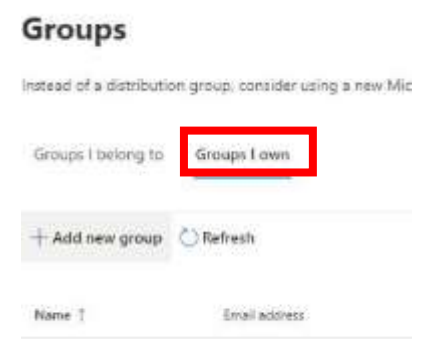 Groups
Instead of a distribution group, consider using a new Mic
Groups I belong to Groups I own
+ Add new group Refresh
Name ↑ Email address